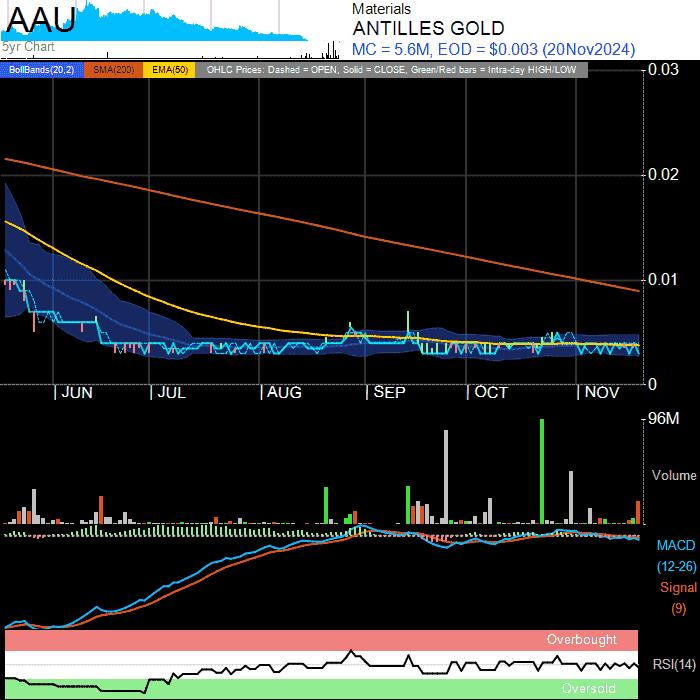 AAU
5yr Chart
Materials
ANTILLES GOLD
MC = 5.6M, EOD = $0.003 (20Nov2024)
BollBands(20,2) SMA(200) EMA(50) OHLC Prices: Dashed = OPEN, Solid = CLOSE, Green/Red bars = Intra-day HIGH/LOW
0.03
0.02
0.01
0
JUN JUL AUG SEP OCT NOV
96M
Volume
MACD
(12-26)
Signal
(9)
Overbought
RSI(14)
Oversold